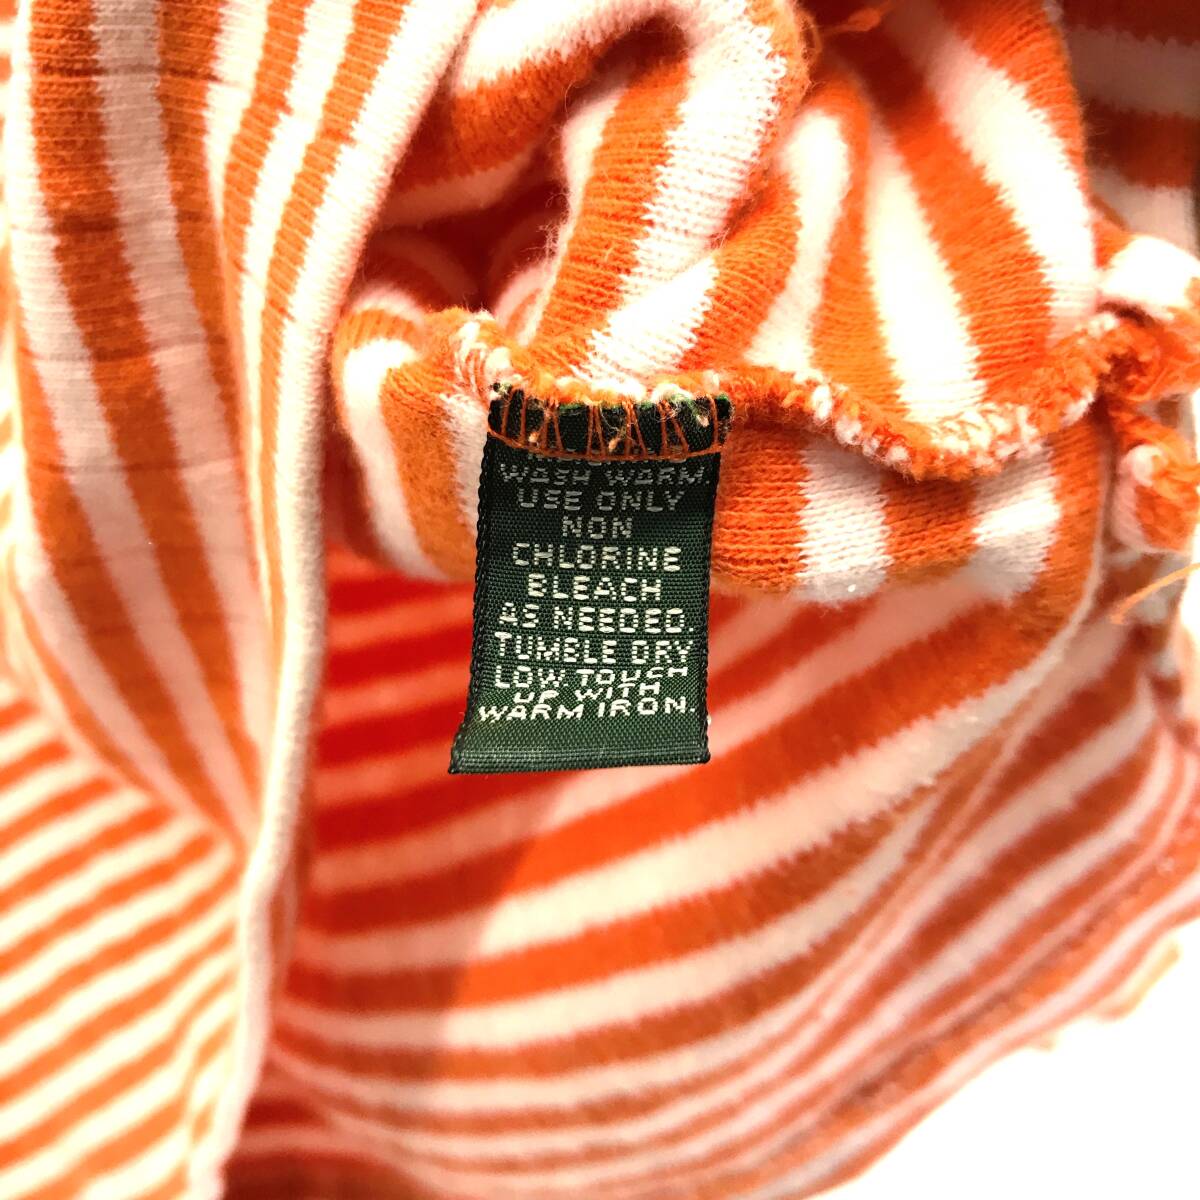 WASH WARM.
USE ONLY
NON
CHLORINE
BLEACH
AS NEEDED.
TUMBLE DRY
LOW. TOUCH
UP WITH
WARM IRON.